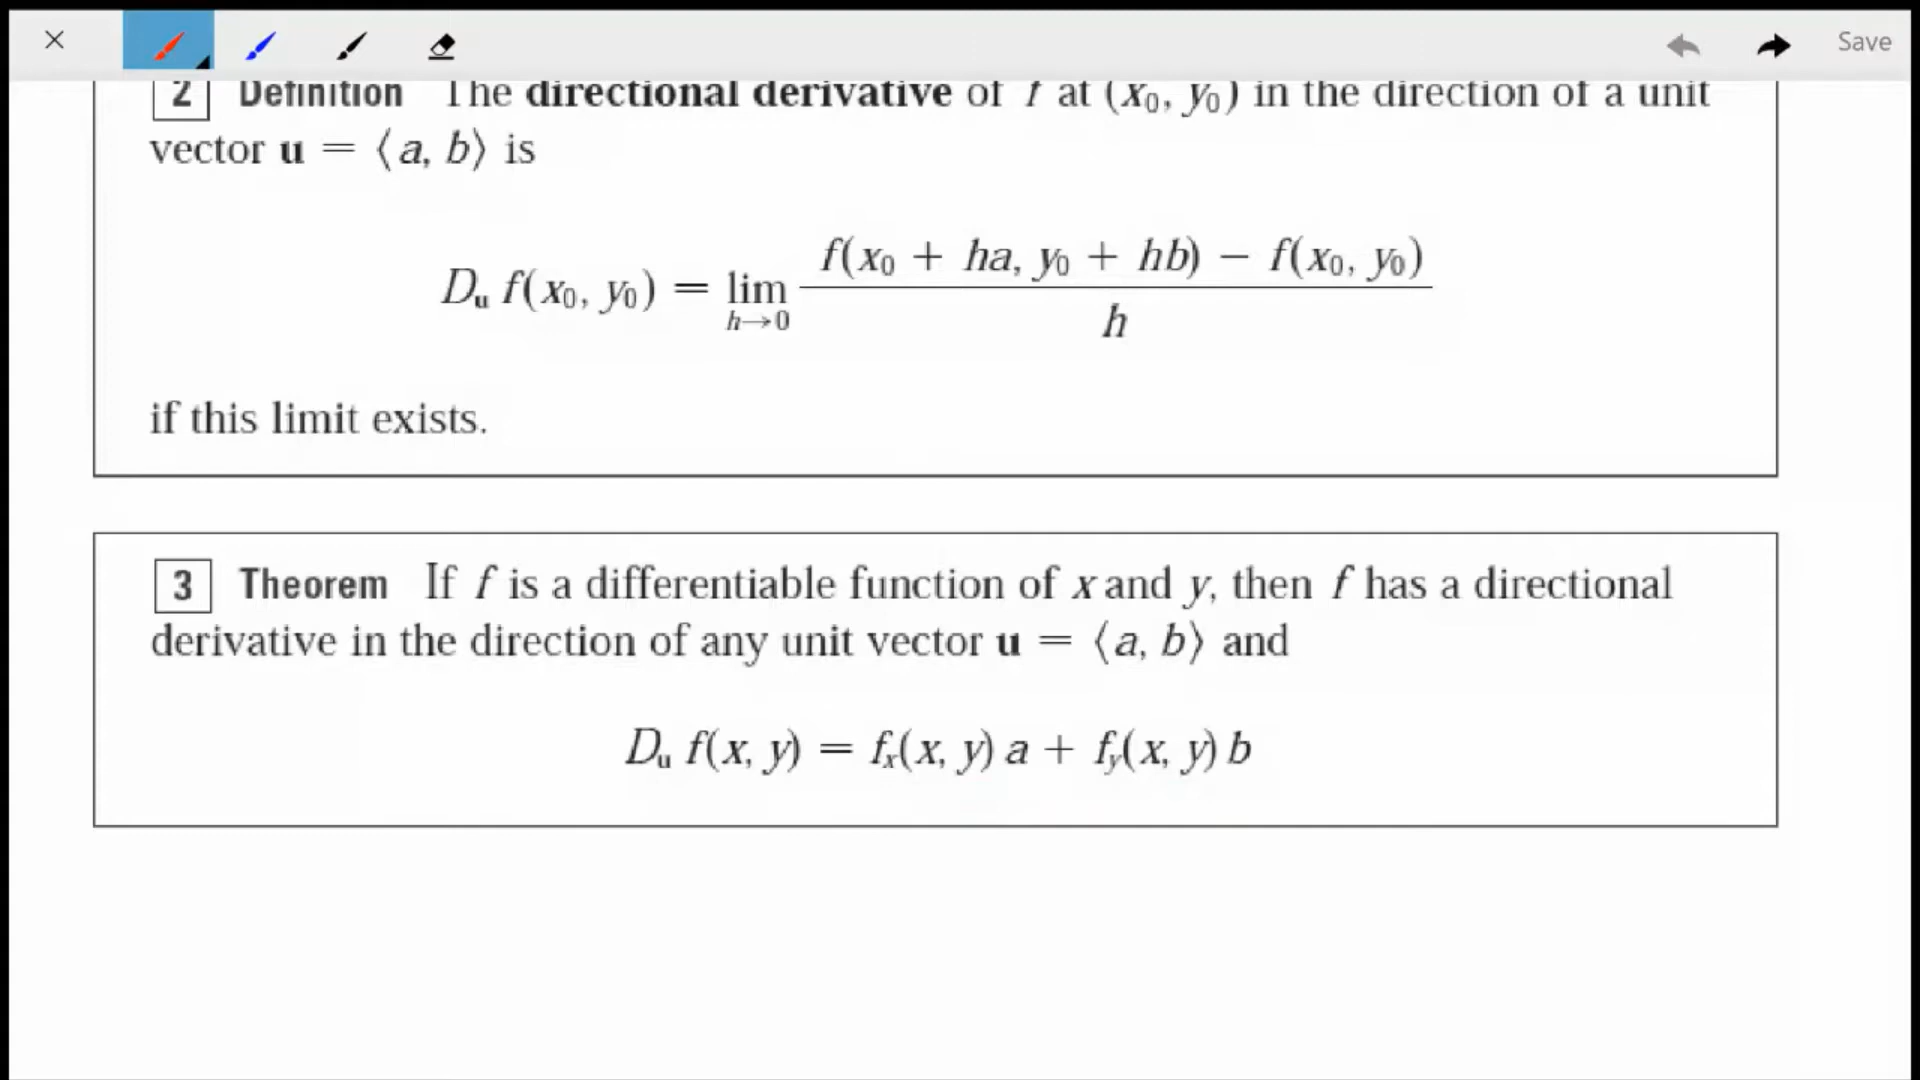 Save
2 Definition The directional derivative of f at (x₀, y₀) in the direction of a unit
vector u = ⟨a, b⟩ is
f(x₀ + ha, y₀ + hb) − f(x₀, y₀)
Dᵤ f(x₀, y₀) = lim
h→0
h
if this limit exists.
3 Theorem If f is a differentiable function of x and y, then f has a directional
derivative in the direction of any unit vector u = ⟨a, b⟩ and
Dᵤ f(x, y) = fₓ(x, y) a + f_y(x, y) b